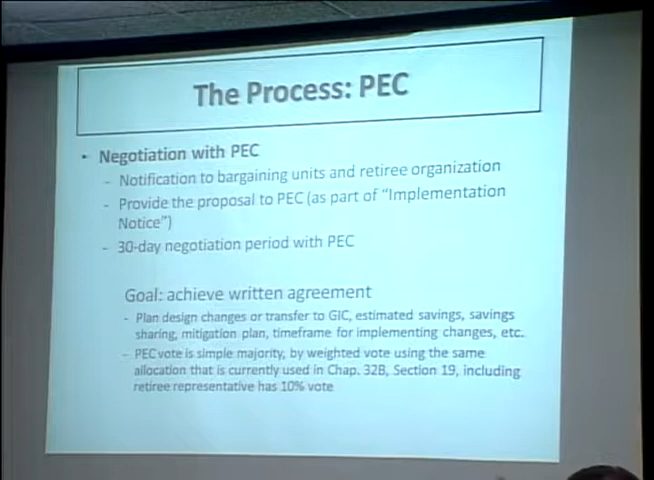 The Process: PEC
• Negotiation with PEC
- Notification to bargaining units and retiree organization
- Provide the proposal to PEC (as part of "Implementation
Notice")
- 30-day negotiation period with PEC
Goal: achieve written agreement
- Plan design changes or transfer to GIC, estimated savings, savings
sharing, mitigation plan, timeframe for implementing changes, etc.
- PEC vote is simple majority, by weighted vote using the same
allocation that is currently used in Chap. 32B, Section 19, including
retiree representative has 10% vote